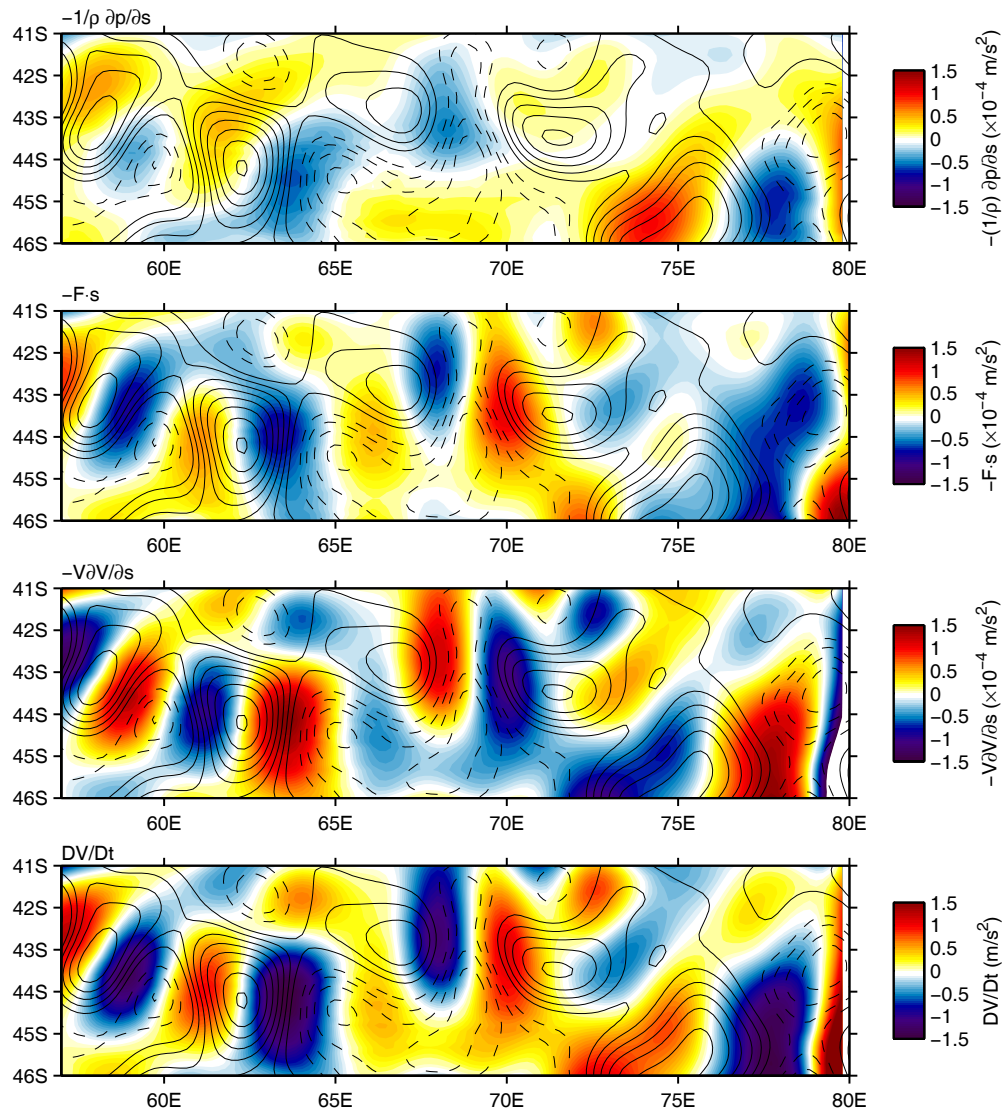 −1/ρ ∂p/∂s
41S
42S
43S
44S
45S
46S
60E
65E
70E
75E
80E
1.5
1
0.5
0
−0.5
−1
−1.5
−(1/ρ) ∂p/∂s (×10⁻⁴ m/s²)
−F·s
41S
42S
43S
44S
45S
46S
60E
65E
70E
75E
80E
1.5
1
0.5
0
−0.5
−1
−1.5
−F·s (×10⁻⁴ m/s²)
−V∂V/∂s
41S
42S
43S
44S
45S
46S
60E
65E
70E
75E
80E
1.5
1
0.5
0
−0.5
−1
−1.5
−V∂V/∂s (×10⁻⁴ m/s²)
DV/Dt
41S
42S
43S
44S
45S
46S
60E
65E
70E
75E
80E
1.5
1
0.5
0
−0.5
−1
−1.5
DV/Dt (m/s²)